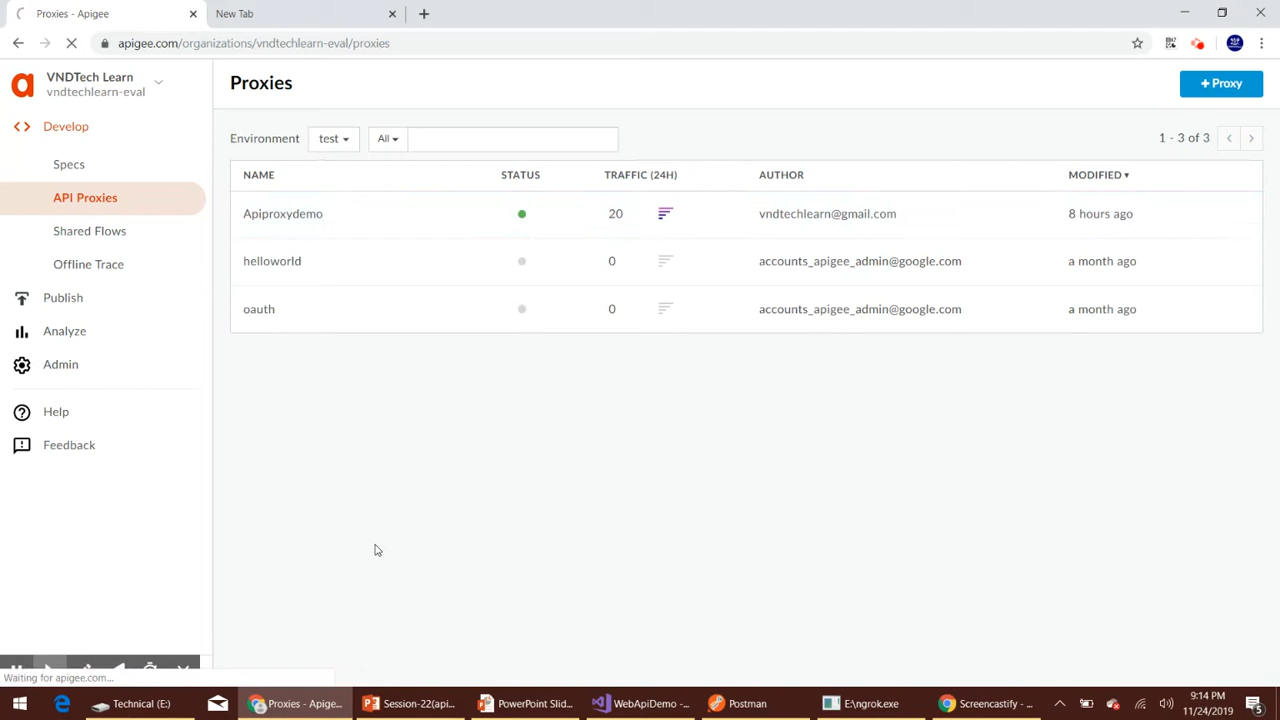 Proxies - Apigee
New Tab
apigee.com/organizations/vndtechlearn-eval/proxies
VNDTech Learn
vndtechlearn-eval
Develop
Specs
API Proxies
Shared Flows
Offline Trace
Publish
Analyze
Admin
Help
Feedback
Proxies
+ Proxy
Environment test All 1 - 3 of 3
NAME STATUS TRAFFIC (24H) AUTHOR MODIFIED
Apiproxydemo 20 vndtechlearn@gmail.com 8 hours ago
helloworld 0 accounts_apigee_admin@google.com a month ago
oauth 0 accounts_apigee_admin@google.com a month ago
Waiting for apigee.com...
Technical (E:) Proxies - Apige... Session-22(api... PowerPoint Slid... WebApiDemo -... Postman E:\ngrok.exe Screencastify - ...
9:14 PM
11/24/2019
5